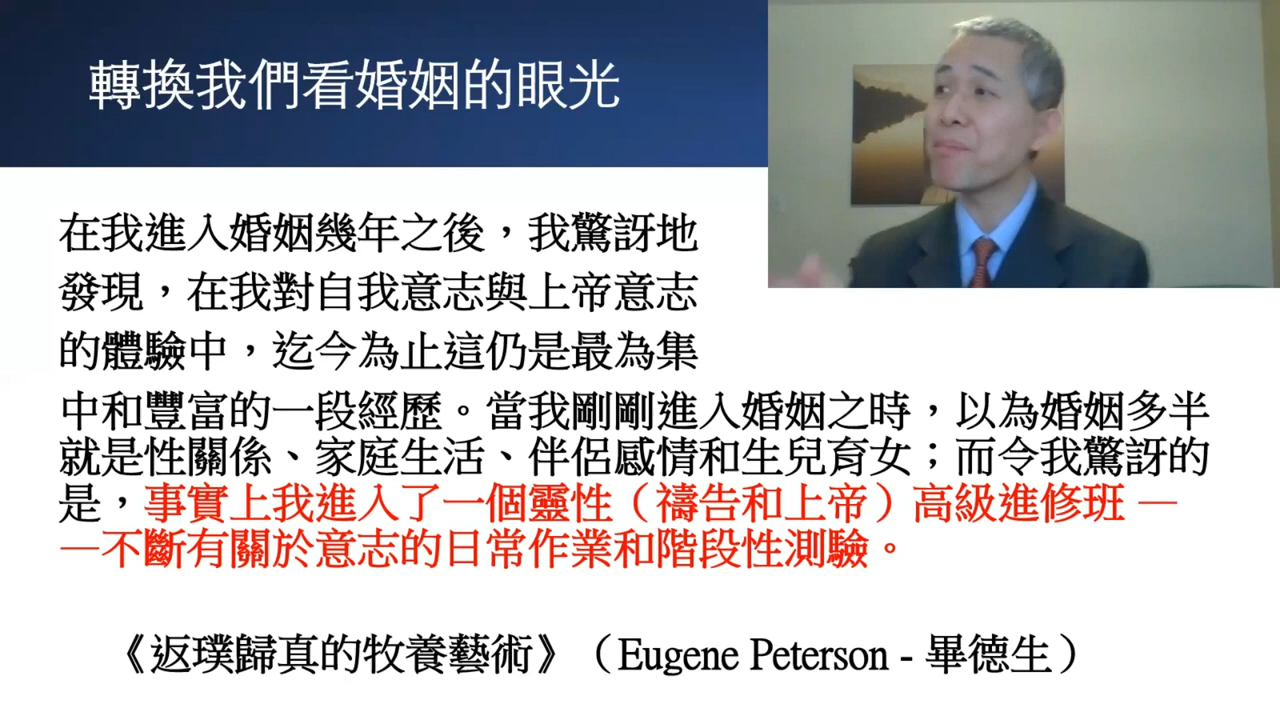 轉換我們看婚姻的眼光
在我進入婚姻幾年之後，我驚訝地
發現，在我對自我意志與上帝意志
的體驗中，迄今為止這仍是最為集
中和豐富的一段經歷。當我剛剛進入婚姻之時，以為婚姻多半
就是性關係、家庭生活、伴侶感情和生兒育女；而令我驚訝的
是，事實上我進入了一個靈性（禱告和上帝）高級進修班 —
—不斷有關於意志的日常作業和階段性測驗。
《返璞歸真的牧養藝術》（Eugene Peterson - 畢德生）